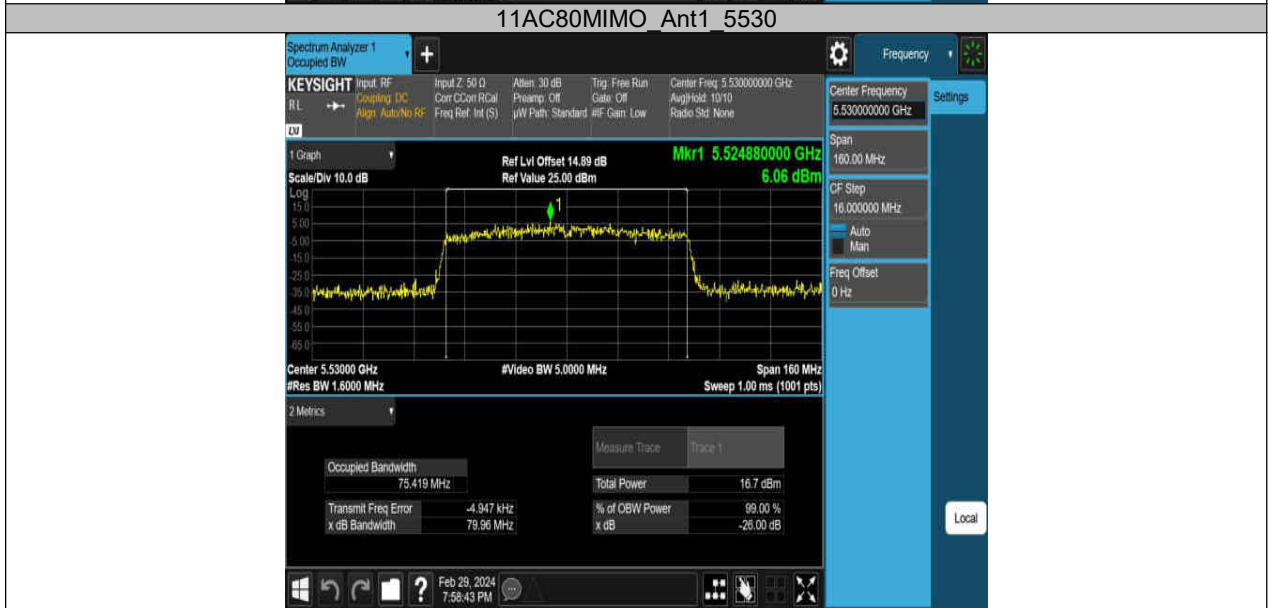 11AC80MIMO_Ant1_5530
Spectrum Analyzer 1
Occupied BW
+
Frequency
KEYSIGHT
RL
LXI
Input: RF
Coupling: DC
Align: Auto/No RF
Input Z: 50 Ω
Corr CCorr RCal
Freq Ref: Int (S)
Atten: 30 dB
Preamp: Off
µW Path: Standard
Trig: Free Run
Gate: Off
#IF Gain: Low
Center Freq: 5.530000000 GHz
Avg|Hold: 10/10
Radio Std: None
Center Frequency
5.530000000 GHz
Settings
Span
160.00 MHz
CF Step
16.000000 MHz
Auto
Man
Freq Offset
0 Hz
Local
1 Graph
Scale/Div 10.0 dB
Ref Lvl Offset 14.89 dB
Ref Value 25.00 dBm
Mkr1 5.524880000 GHz
6.06 dBm
Log
15.0
5.00
-5.00
-15.0
-25.0
-35.0
-45.0
-55.0
-65.0
1
Center 5.53000 GHz
#Res BW 1.6000 MHz
#Video BW 5.0000 MHz
Span 160 MHz
Sweep 1.00 ms (1001 pts)
2 Metrics
Measure Trace Trace 1
Occupied Bandwidth
75.419 MHz
Total Power 16.7 dBm
Transmit Freq Error -4.947 kHz
% of OBW Power 99.00 %
x dB Bandwidth 79.96 MHz
x dB -26.00 dB
?
Feb 29, 2024
7:58:43 PM